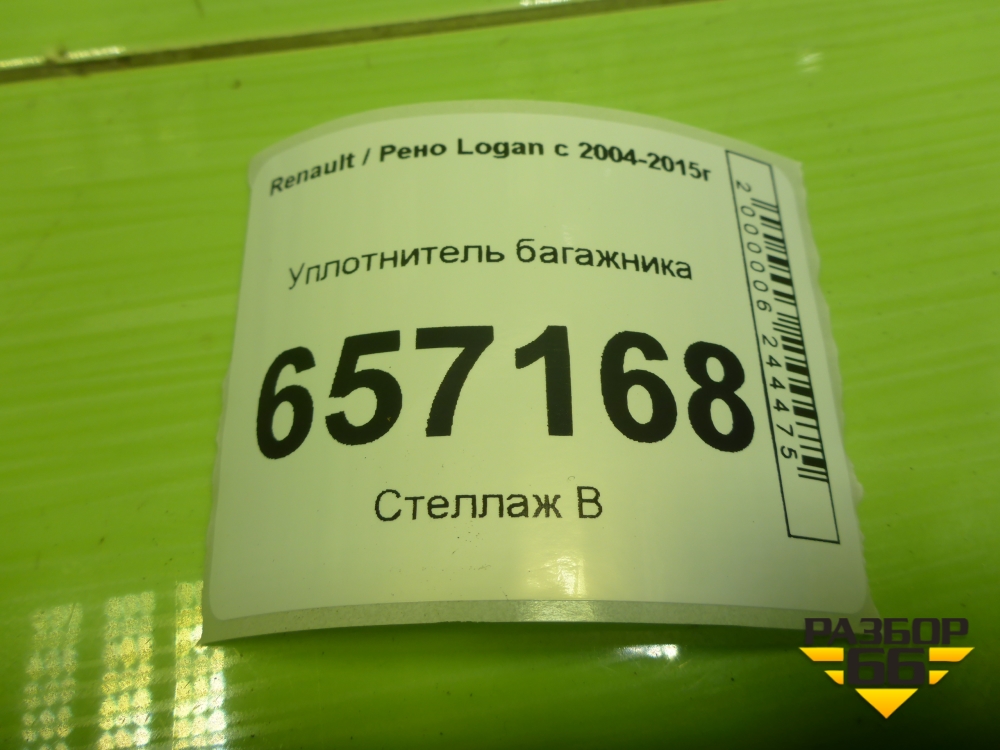 Renault / Рено Logan с 2004-2015г
Уплотнитель багажника
657168
Стеллаж В
2000006244475
РАЗБОР
66